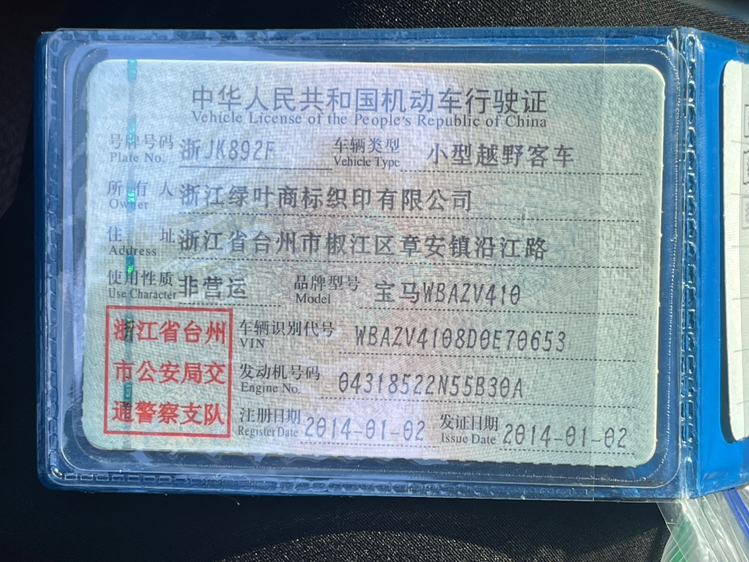 中华人民共和国机动车行驶证
Vehicle License of the People's Republic of China
号牌号码 浙JK892F 车辆类型 小型越野客车
Plate No. Vehicle Type
所有人 浙江绿叶商标织印有限公司
Owner
住址 浙江省台州市椒江区章安镇沿江路
Address
使用性质 非营运 品牌型号 宝马WBAZV410
Use Character Model
浙江省台州 车辆识别代号 WBAZV4108D0E70653
VIN
市公安局交 发动机号码 04318522N55B30A
Engine No.
通警察支队 注册日期 2014-01-02 发证日期 2014-01-02
Register Date Issue Date